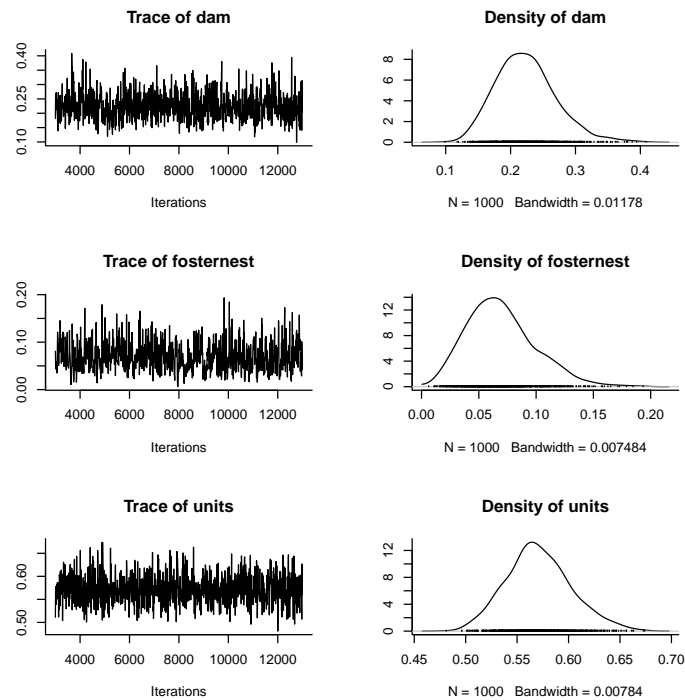 Trace of dam
0.10 0.25 0.40
4000 6000 8000 10000 12000
Iterations
Density of dam
0 2 4 6 8
0.1 0.2 0.3 0.4
N = 1000 Bandwidth = 0.01178
Trace of fosternest
0.00 0.10 0.20
4000 6000 8000 10000 12000
Iterations
Density of fosternest
0 4 8 12
0.00 0.05 0.10 0.15 0.20
N = 1000 Bandwidth = 0.007484
Trace of units
0.50 0.60
4000 6000 8000 10000 12000
Iterations
Density of units
0 4 8 12
0.45 0.50 0.55 0.60 0.65 0.70
N = 1000 Bandwidth = 0.00784